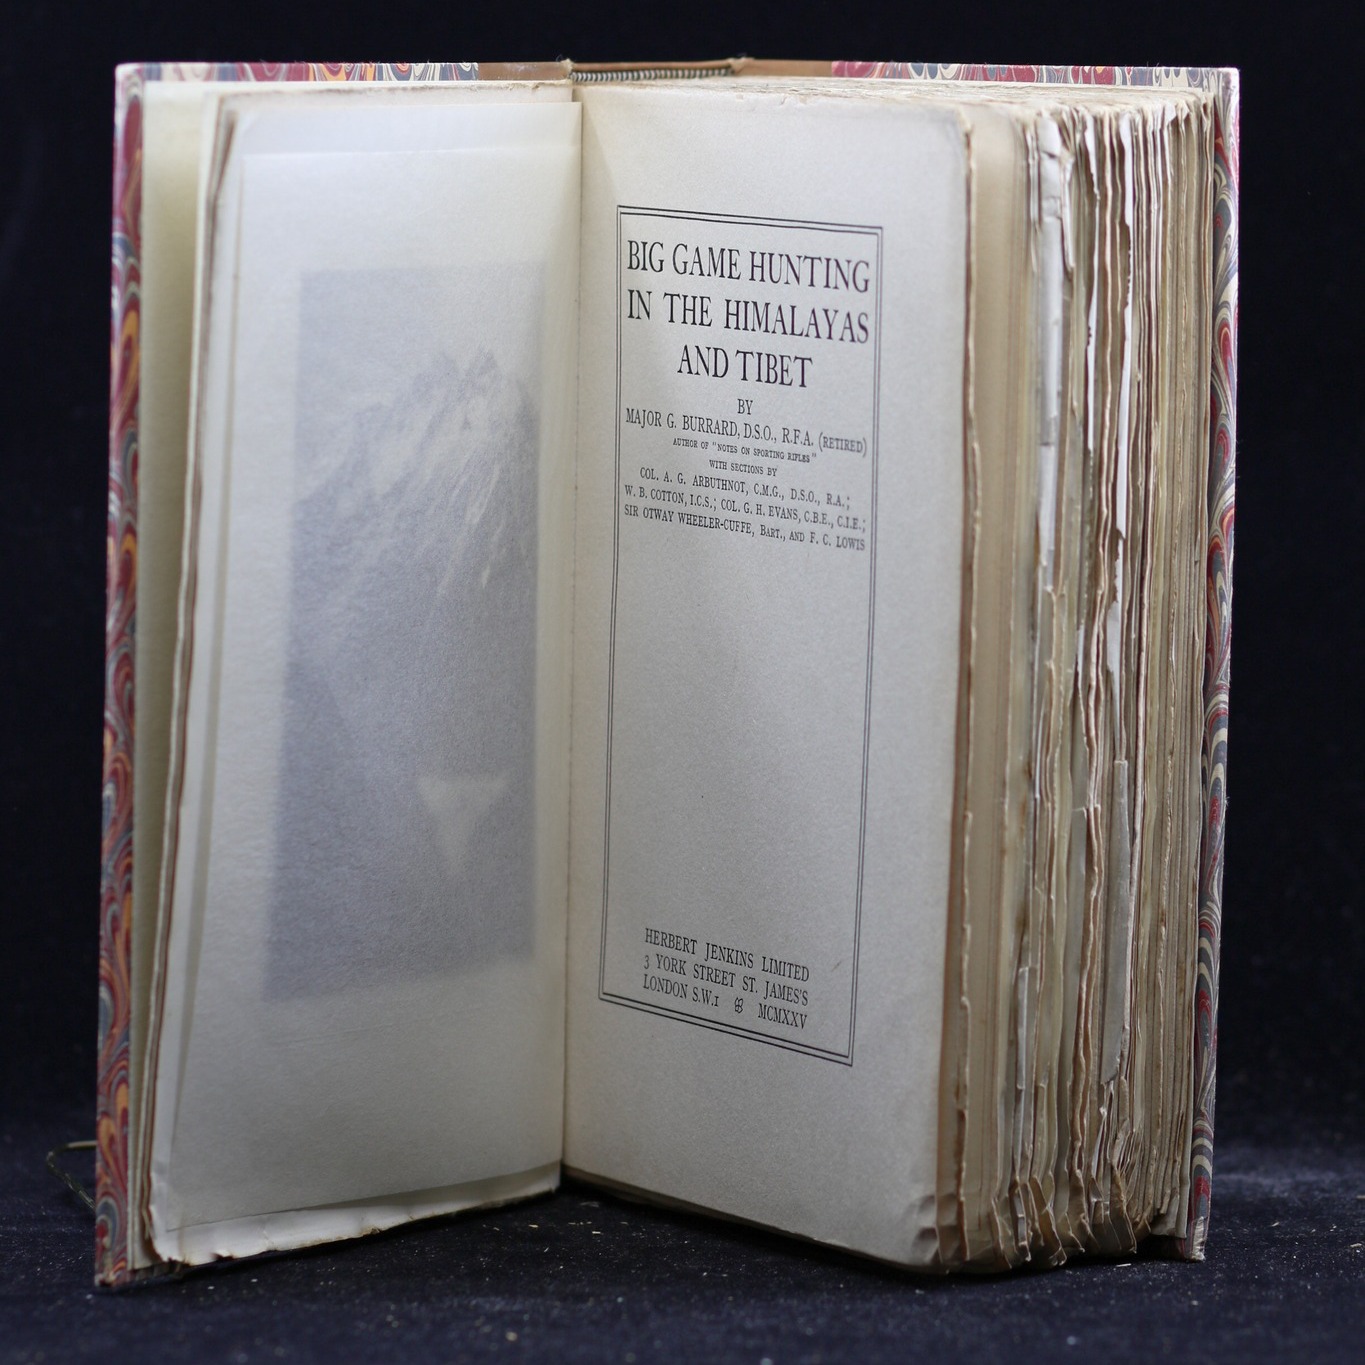 BIG GAME HUNTING
IN THE HIMALAYAS
AND TIBET
BY
MAJOR G. BURRARD, D.S.O., R.F.A. (RETIRED)
AUTHOR OF "NOTES ON SPORTING RIFLES"
WITH SECTIONS BY
COL. A. G. ARBUTHNOT, C.M.G., D.S.O., R.A.;
W. B. COTTON, I.C.S.; COL. G. H. EVANS, C.B.E., C.I.E.;
SIR OTWAY WHEELER-CUFFE, BART., AND F. C. LOWIS
HERBERT JENKINS LIMITED
3 YORK STREET ST. JAMES'S
LONDON S.W.1 MCMXXV